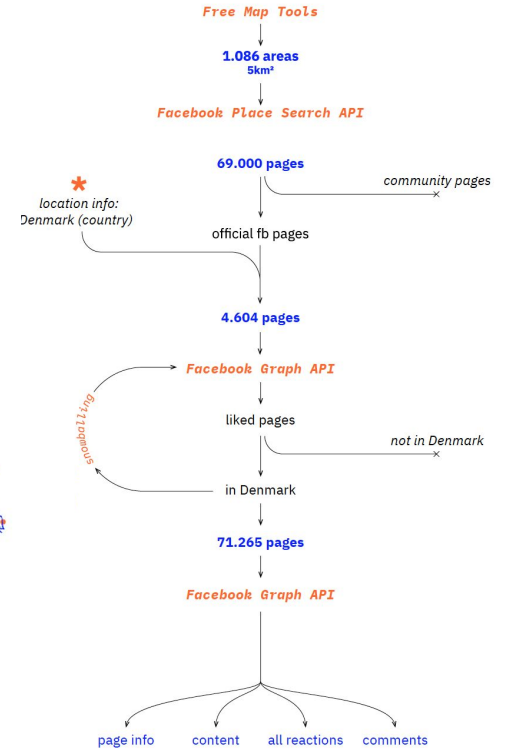 Free Map Tools
1.086 areas
5km²
Facebook Place Search API
69.000 pages
community pages
*
location info:
Denmark (country)
official fb pages
4.604 pages
Facebook Graph API
snowballing
liked pages
not in Denmark
in Denmark
71.265 pages
Facebook Graph API
page info content all reactions comments